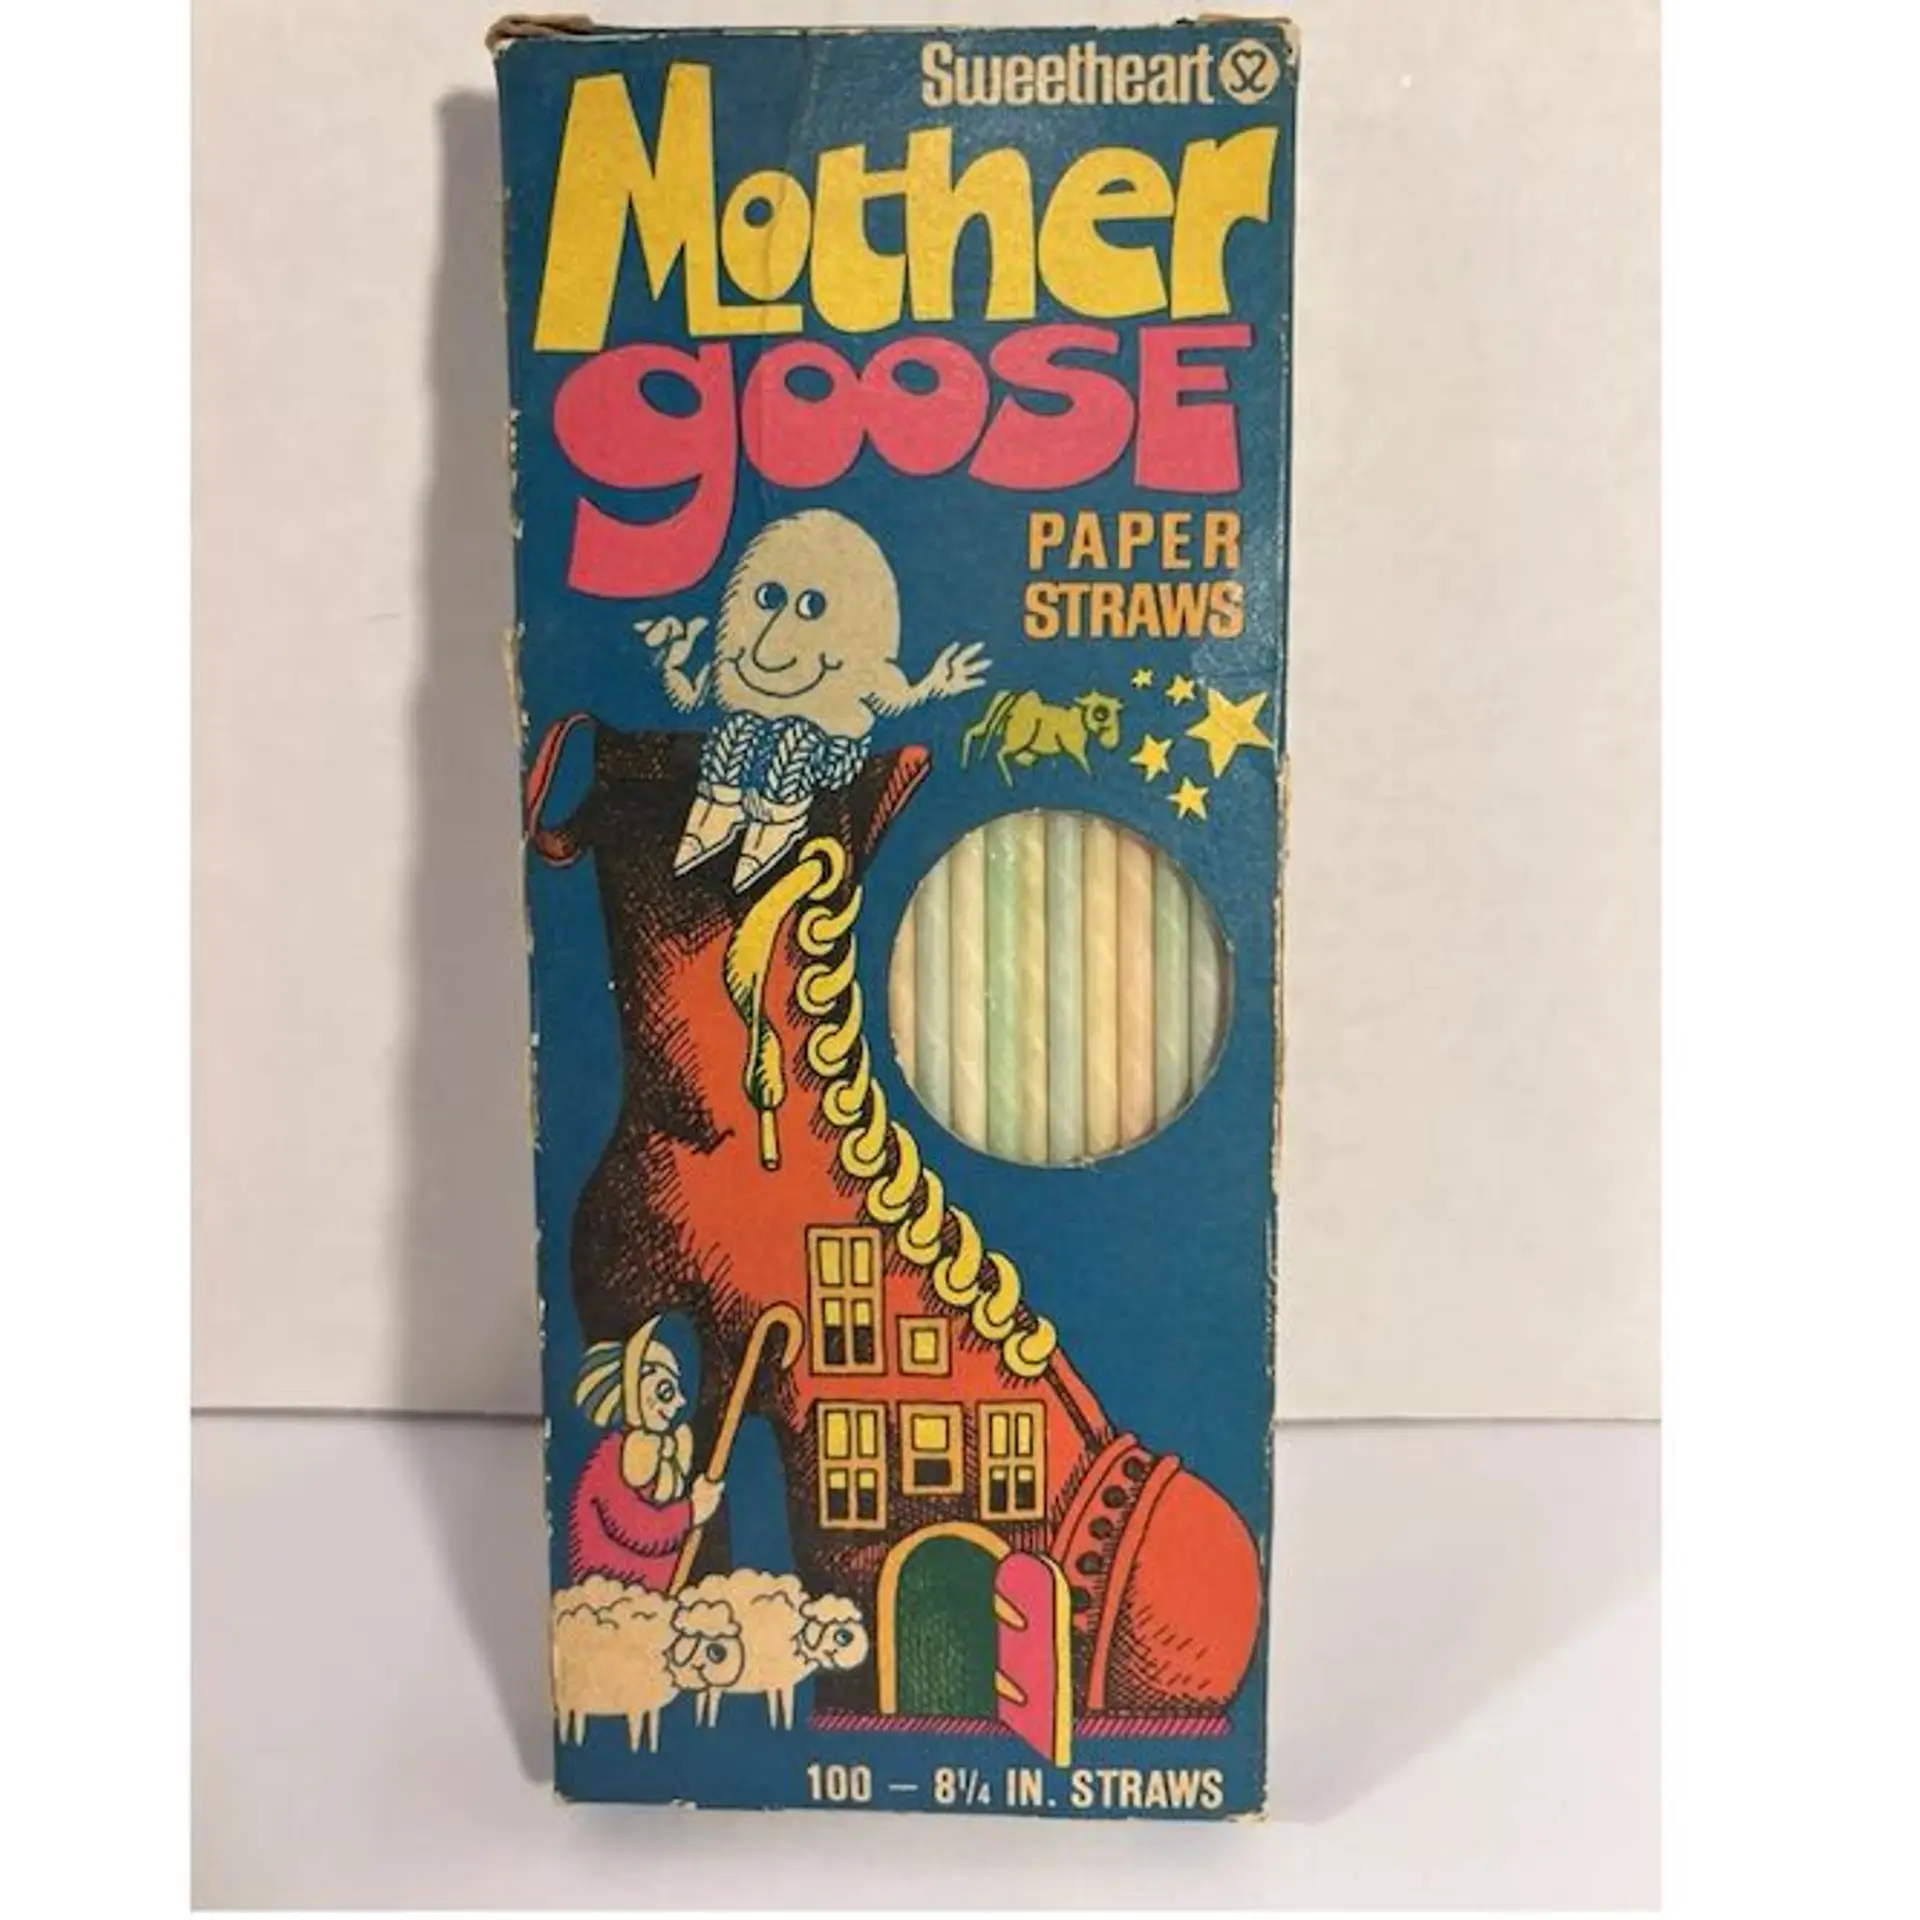 Sweetheart
Mother
goose
PAPER
STRAWS
100 – 8¼ IN. STRAWS